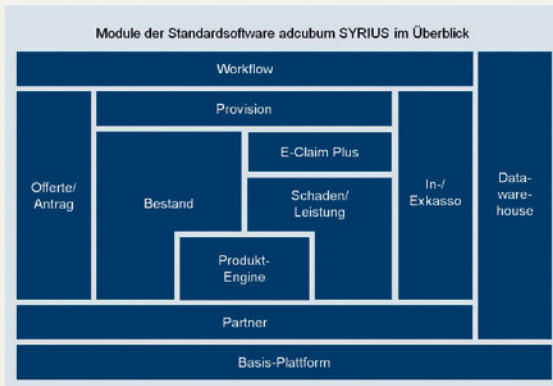 Module der Standardsoftware adcubum SYRIUS im Überblick
Workflow
Provision
E-Claim Plus
Offerte/
Antrag
Bestand
Schaden/
Leistung
In-/
Exkasso
Data-
ware-
house
Produkt-
Engine
Partner
Basis-Plattform